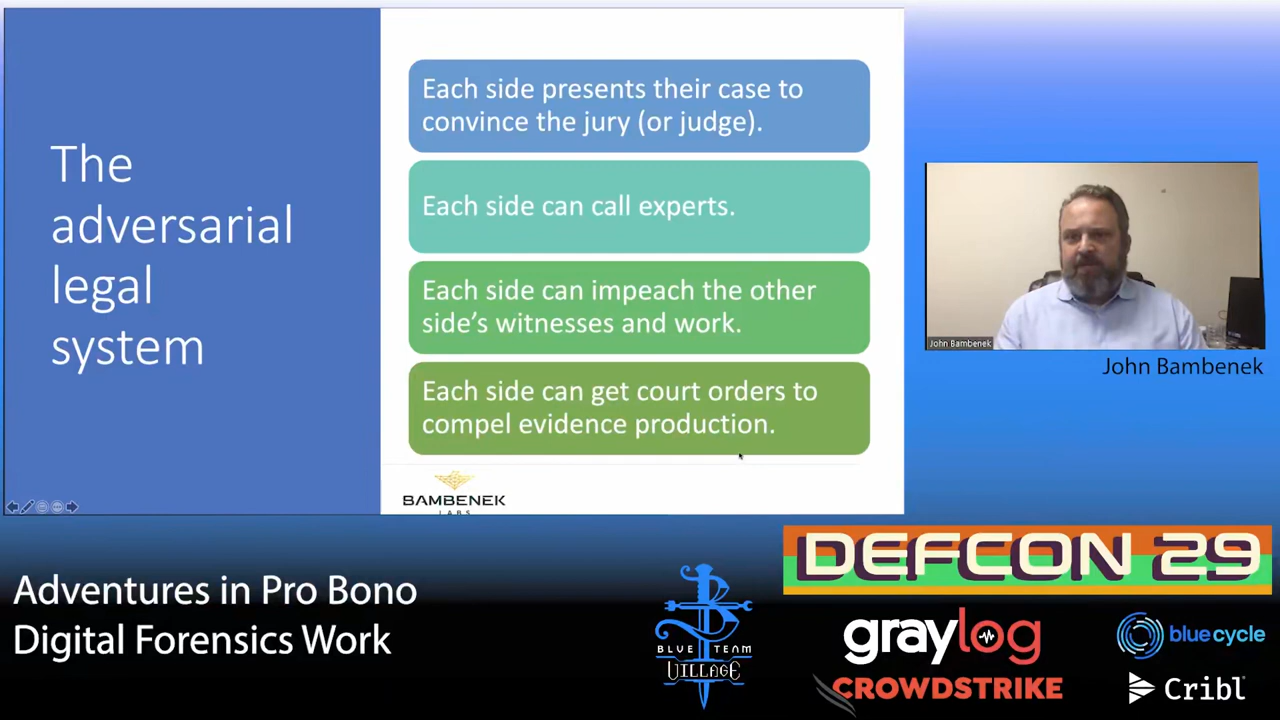 The
adversarial
legal
system
Each side presents their case to
convince the jury (or judge).
Each side can call experts.
Each side can impeach the other
side's witnesses and work.
Each side can get court orders to
compel evidence production.
BAMBENEK
LABS
John Bambenek
John Bambenek
Adventures in Pro Bono
Digital Forensics Work
BLUE TEAM
VILLAGE
DEFCON 29
graylog
blue cycle
CROWDSTRIKE
Cribl